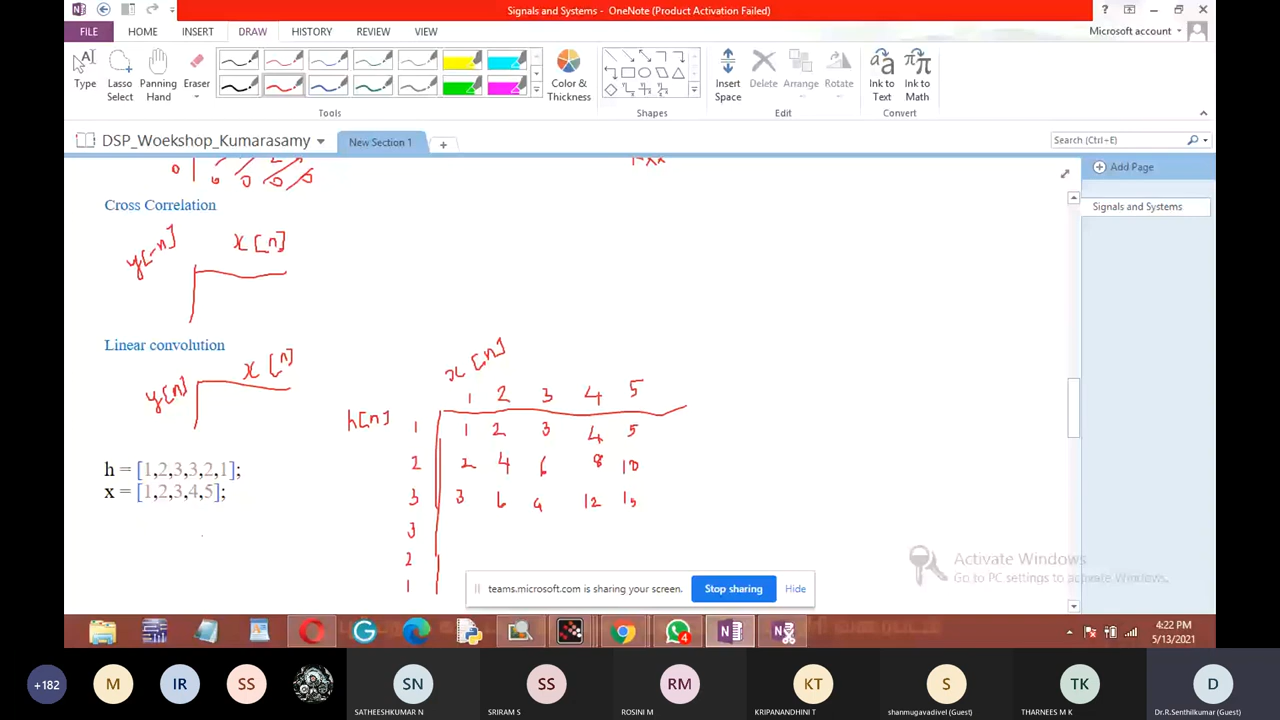 Signals and Systems - OneNote (Product Activation Failed)
FILE HOME INSERT DRAW HISTORY REVIEW VIEW
Microsoft account
Type
Lasso Select
Panning Hand
Eraser
Color & Thickness
Insert Space
Delete
Arrange
Rotate
Ink to Text
Ink to Math
Tools
Shapes
Edit
Convert
DSP_Woekshop_Kumarasamy
New Section 1
Search (Ctrl+E)
Add Page
Signals and Systems
0 0 0 0 0
Cross Correlation
y[-n] x[n]
Linear convolution
y[n] x[n]
h = [1,2,3,3,2,1];
x = [1,2,3,4,5];
x[n]
1 2 3 4 5
h[n] 1 1 2 3 4 5
2 2 4 6 8 10
3 3 6 9 12 15
3
2
1
Activate Windows
Go to PC settings to activate Windows.
teams.microsoft.com is sharing your screen. Stop sharing Hide
4
4:22 PM
5/13/2021
+182 M IR SS SN SS RM KT S TK D
SATHEESHKUMAR N
SRIRAM S
ROSINI M
KRIPANANDHINI T
shanmugavadivel (Guest)
THARNEES M K
Dr.R.Senthilkumar (Guest)